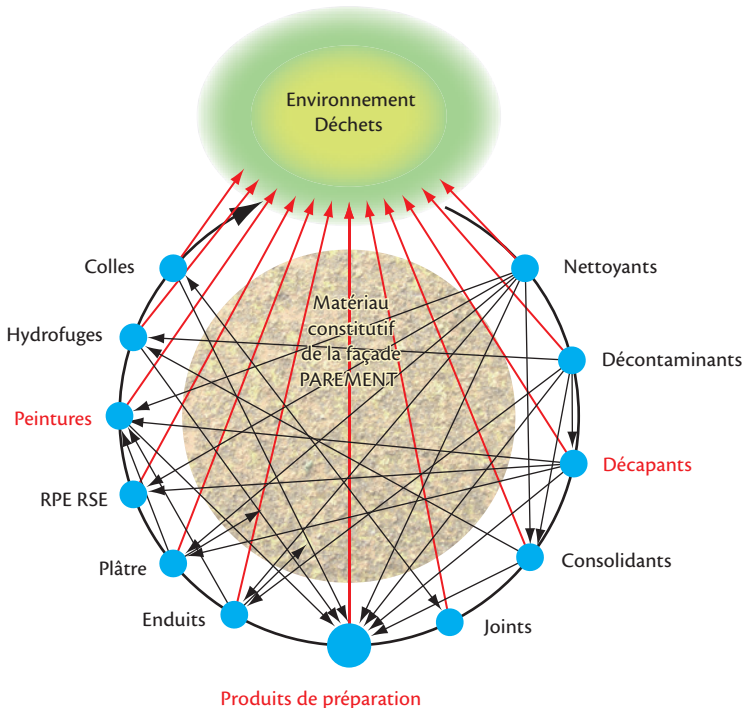 Environnement
Déchets
Colles
Nettoyants
Matériau
constitutif
de la façade
PAREMENT
Hydrofuges
Décontaminants
Peintures
Décapants
RPE RSE
Plâtre
Consolidants
Enduits
Joints
Produits de préparation